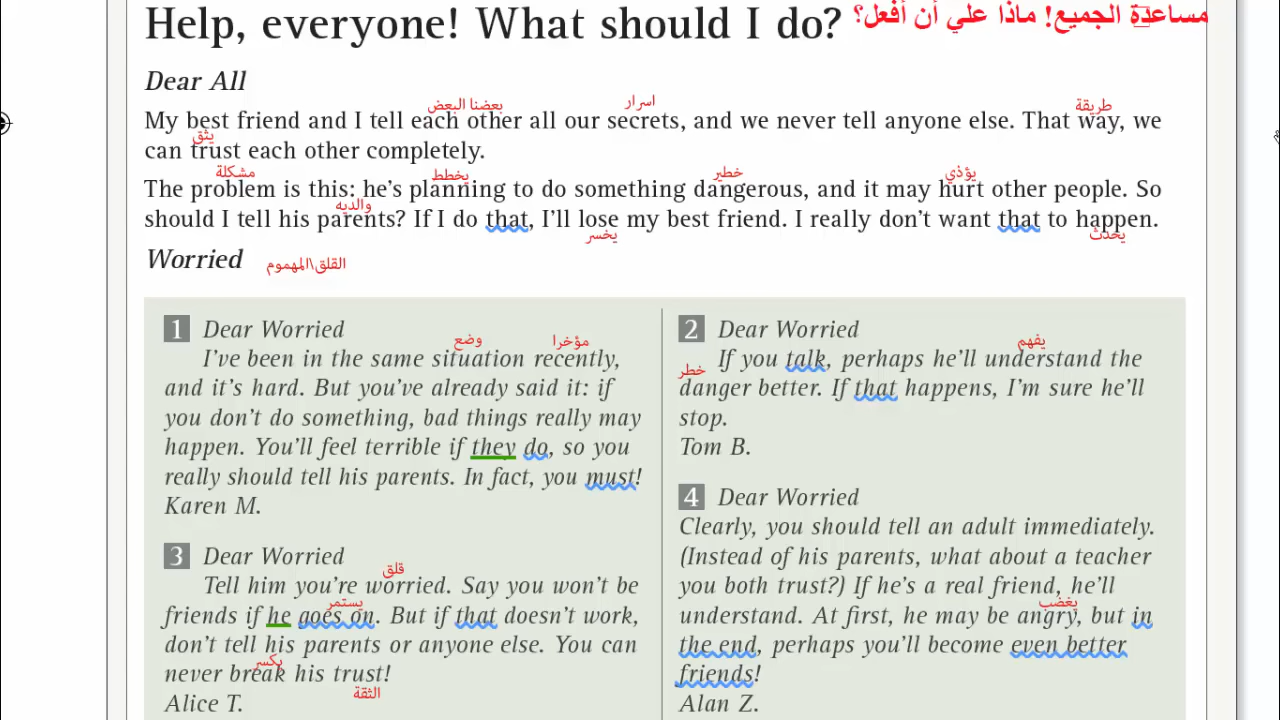 Help, everyone! What should I do? مساعدة الجميع! ماذا علي أن أفعل؟
Dear All
بعضنا البعض اسرار طريقة
My best friend and I tell each other all our secrets, and we never tell anyone else. That way, we
يثق
can trust each other completely.
مشكلة يخطط خطير يؤذي
The problem is this: he's planning to do something dangerous, and it may hurt other people. So
والديه
should I tell his parents? If I do that, I'll lose my best friend. I really don't want that to happen.
يخسر يحدث
Worried القلق\المهموم
1 Dear Worried
وضع مؤخرا
I've been in the same situation recently,
and it's hard. But you've already said it: if
you don't do something, bad things really may
happen. You'll feel terrible if they do, so you
really should tell his parents. In fact, you must!
Karen M.
2 Dear Worried
يفهم
If you talk, perhaps he'll understand the
خطر
danger better. If that happens, I'm sure he'll
stop.
Tom B.
3 Dear Worried
قلق
Tell him you're worried. Say you won't be
يستمر
friends if he goes on. But if that doesn't work,
don't tell his parents or anyone else. You can
يكسر
never break his trust!
الثقة
Alice T.
4 Dear Worried
Clearly, you should tell an adult immediately.
(Instead of his parents, what about a teacher
you both trust?) If he's a real friend, he'll
يغضب
understand. At first, he may be angry, but in
the end, perhaps you'll become even better
friends!
Alan Z.